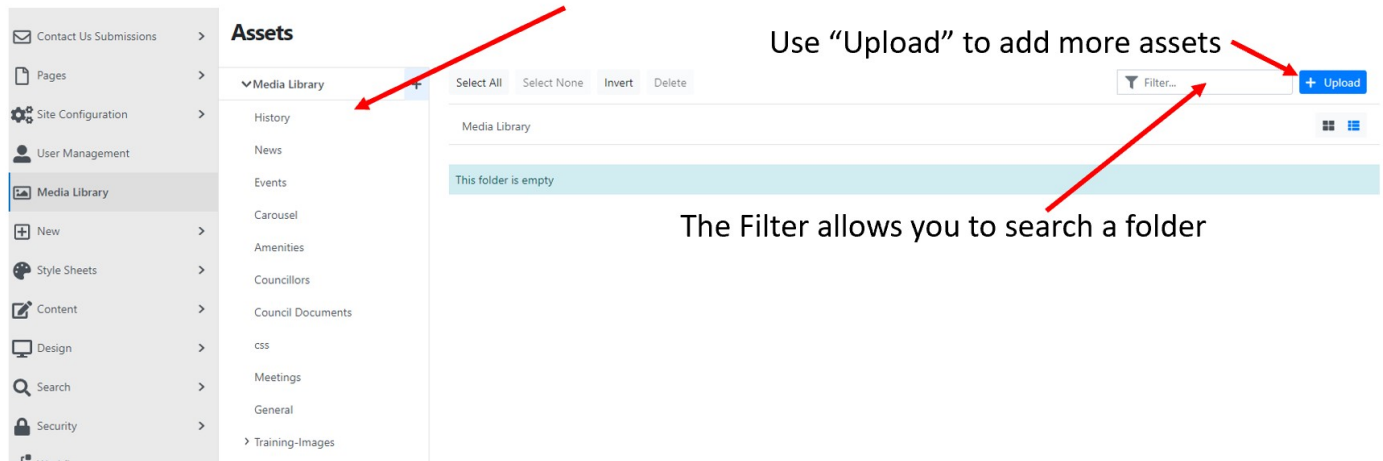 Contact Us Submissions
Pages
Site Configuration
User Management
Media Library
New
Style Sheets
Content
Design
Search
Security
Assets
Media Library
History
News
Events
Carousel
Amenities
Councillors
Council Documents
css
Meetings
General
Training-Images
Use “Upload” to add more assets
Select All Select None Invert Delete Filter... + Upload
Media Library
This folder is empty
The Filter allows you to search a folder